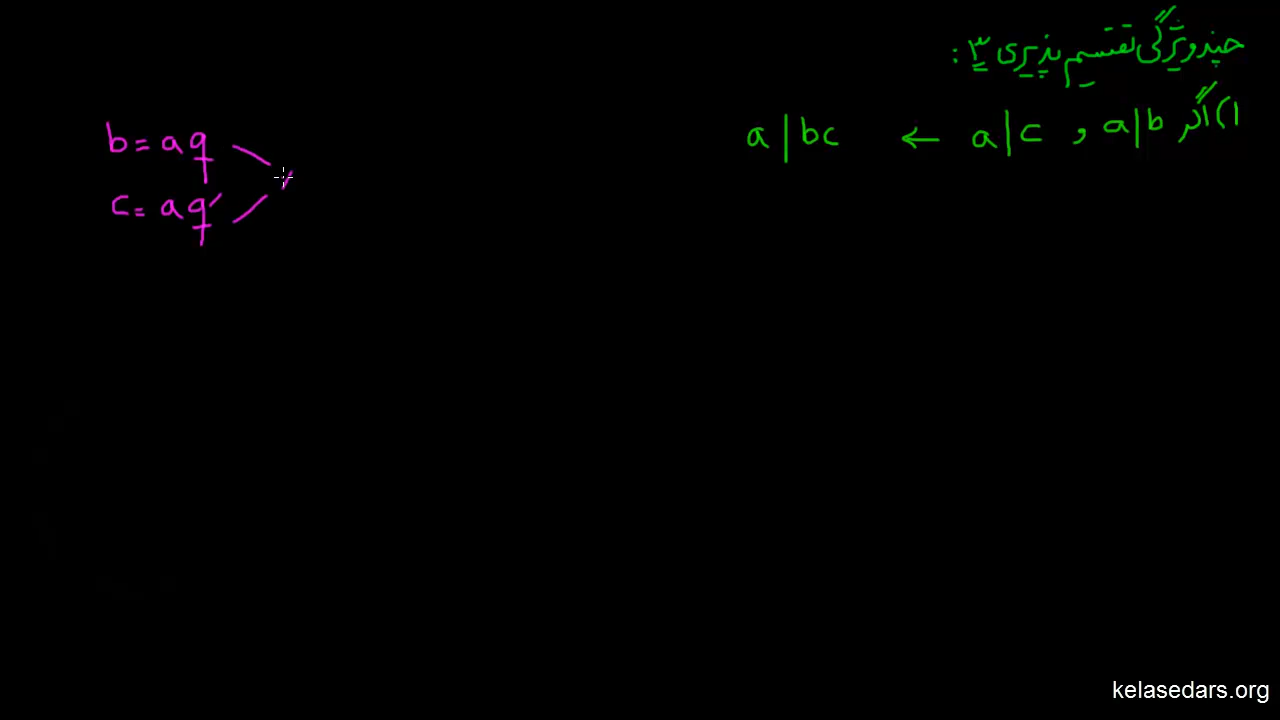 چند ویژگی تقسیم پذیری ۳ :
۱) اگر a|b و a|c ← a|bc
b = aq
c = aq′
kelasedars.org